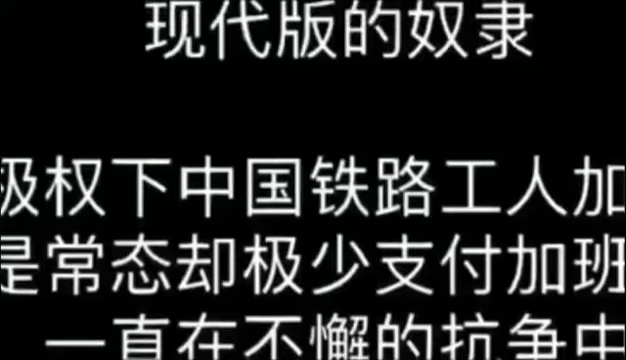 现代版的奴隶
极权下中国铁路工人加
是常态却极少支付加班
一直在不懈的抗争中